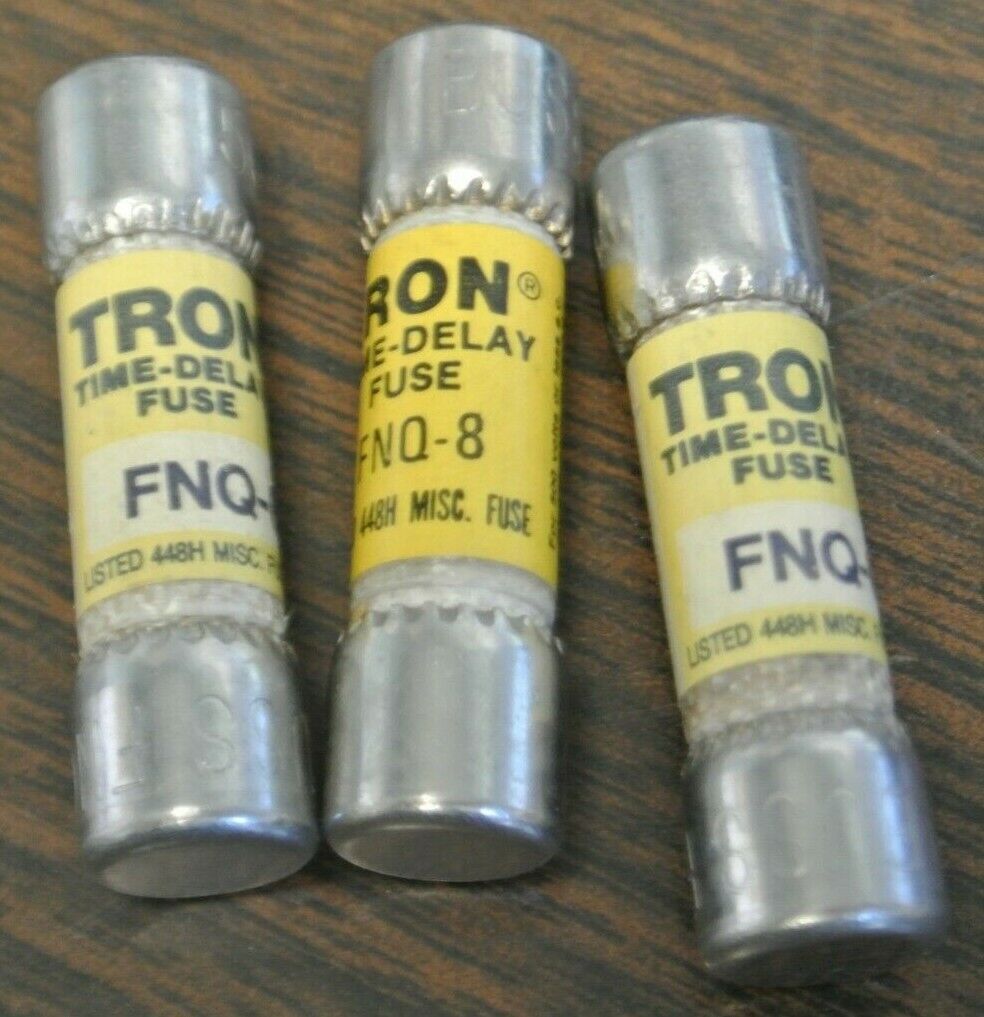 TRON
TIME-DELA
FUSE
FNQ-
LISTED 448H MISC.
RON®
ME-DELAY
FUSE
FNQ-8
448H MISC. FUSE
TRON
TIME-DELA
FUSE
FNQ-
LISTED 448H MISC.